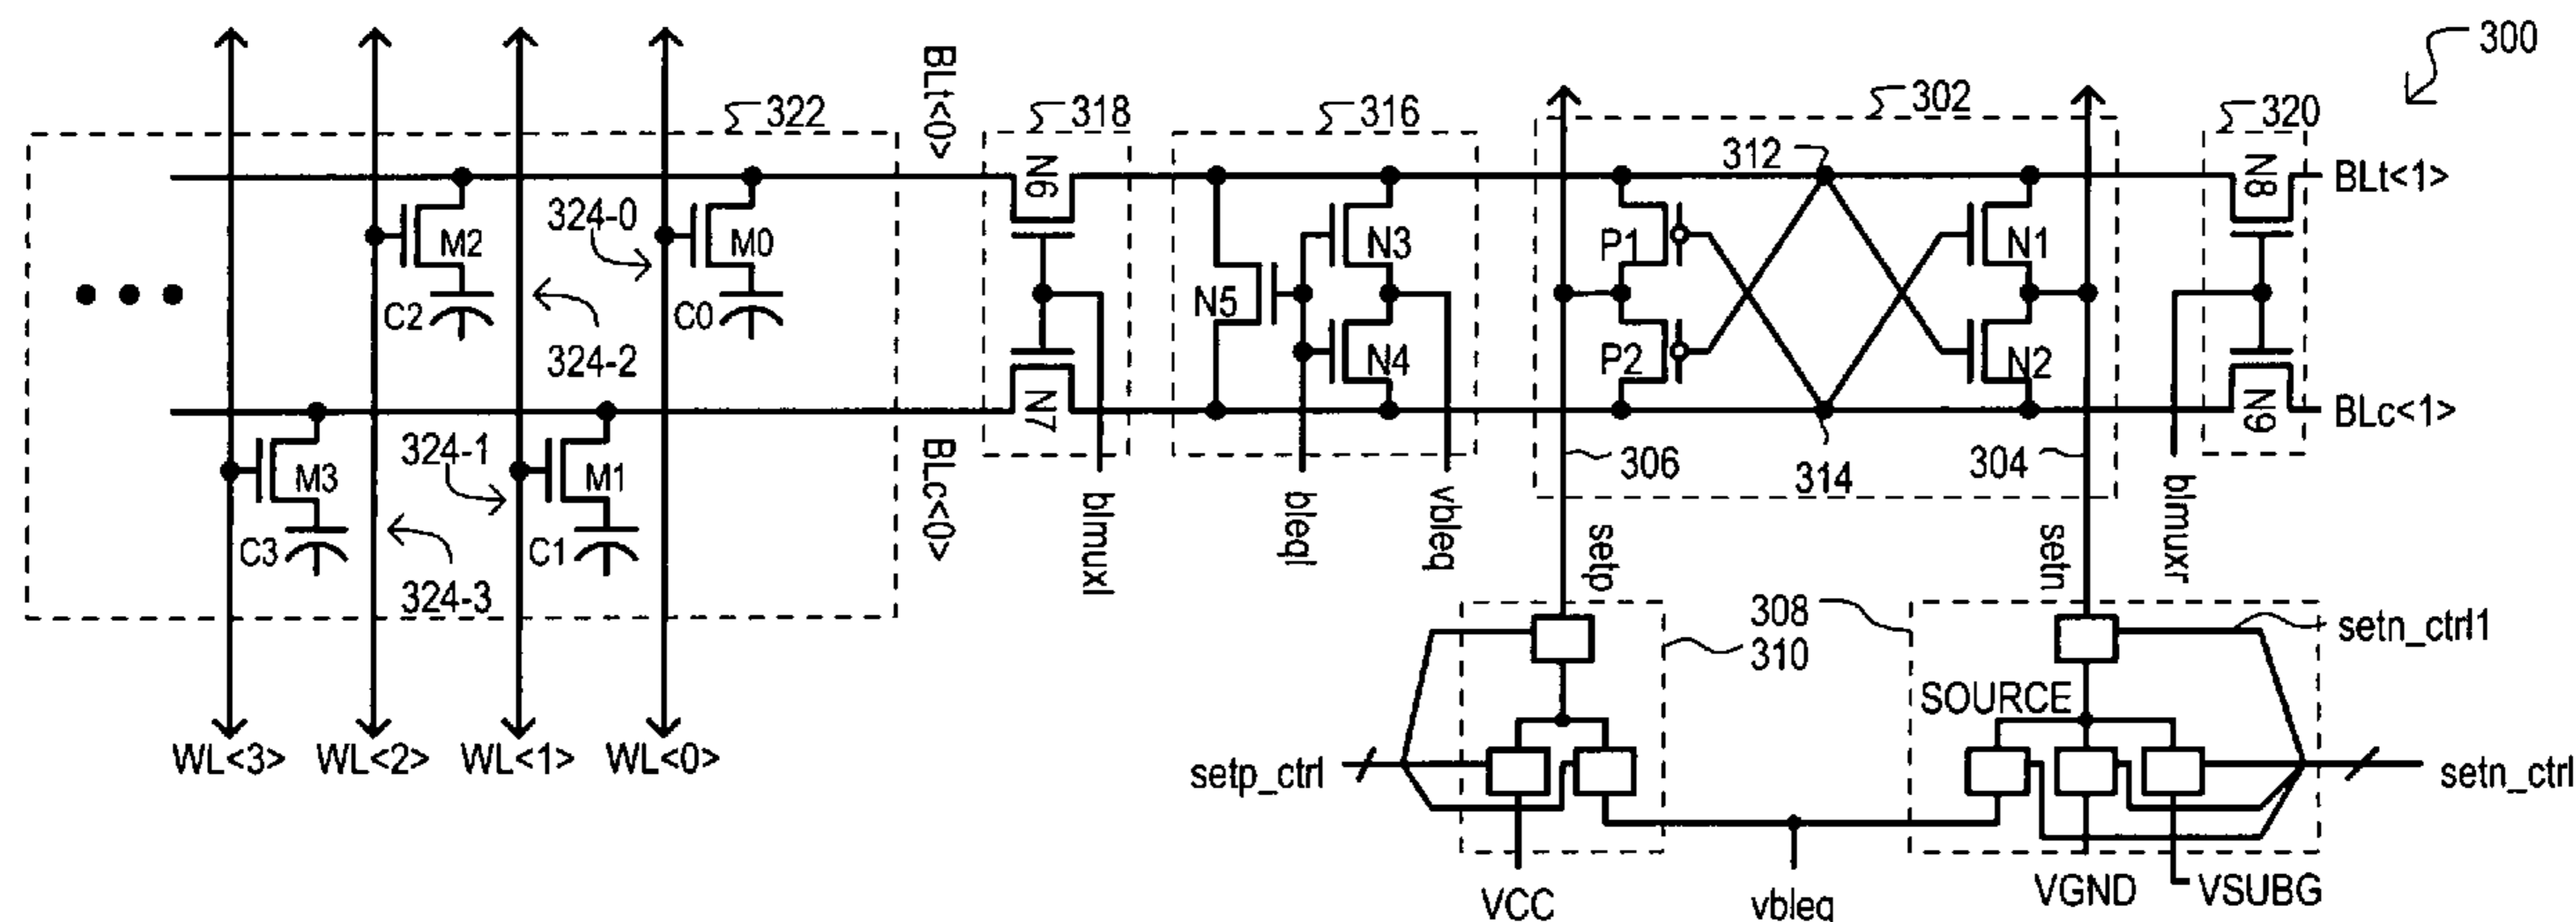 300
322
BLt<0>
318
316
302
320
N6
N8
BLt<1>
312
324-0
M2
M0
N3
P1
N1
C2
C0
N5
324-2
P2
N4
N2
N7
N9
BLc<1>
324-1
M3
M1
BLc<0>
306
314
304
C3
C1
324-3
blmuxl
bleql
vbleq
setp
setn
blmuxr
308
310
setn_ctrl1
SOURCE
WL<3>
WL<2>
WL<1>
WL<0>
setp_ctrl
setn_ctrl
VCC
vbleq
VGND
VSUBG